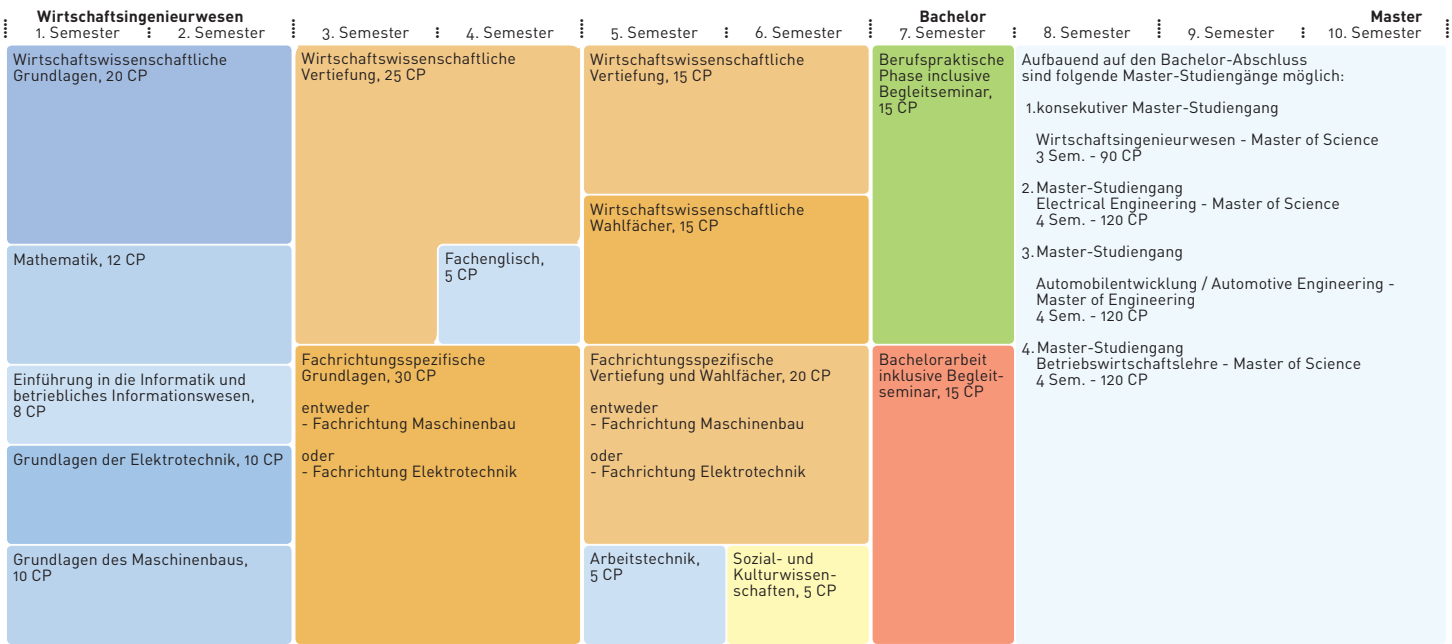 Wirtschaftsingenieurwesen
Bachelor
Master
1. Semester
2. Semester
3. Semester
4. Semester
5. Semester
6. Semester
7. Semester
8. Semester
9. Semester
10. Semester
Wirtschaftswissenschaftliche
Grundlagen, 20 CP
Mathematik, 12 CP
Einführung in die Informatik und
betriebliches Informationswesen,
8 CP
Grundlagen der Elektrotechnik, 10 CP
Grundlagen des Maschinenbaus,
10 CP
Wirtschaftswissenschaftliche
Vertiefung, 25 CP
Fachenglisch,
5 CP
Fachrichtungsspezifische
Grundlagen, 30 CP
entweder
- Fachrichtung Maschinenbau
oder
- Fachrichtung Elektrotechnik
Wirtschaftswissenschaftliche
Vertiefung, 15 CP
Wirtschaftswissenschaftliche
Wahlfächer, 15 CP
Fachrichtungsspezifische
Vertiefung und Wahlfächer, 20 CP
entweder
- Fachrichtung Maschinenbau
oder
- Fachrichtung Elektrotechnik
Arbeitstechnik,
5 CP
Sozial- und
Kulturwissen-
schaften, 5 CP
Berufspraktische
Phase inclusive
Begleitseminar,
15 CP
Bachelorarbeit
inklusive Begleit-
seminar, 15 CP
Aufbauend auf den Bachelor-Abschluss
sind folgende Master-Studiengänge möglich:
1.konsekutiver Master-Studiengang
Wirtschaftsingenieurwesen - Master of Science
3 Sem. - 90 CP
2. Master-Studiengang
Electrical Engineering - Master of Science
4 Sem. - 120 CP
3. Master-Studiengang
Automobilentwicklung / Automotive Engineering -
Master of Engineering
4 Sem. - 120 CP
4. Master-Studiengang
Betriebswirtschaftslehre - Master of Science
4 Sem. - 120 CP